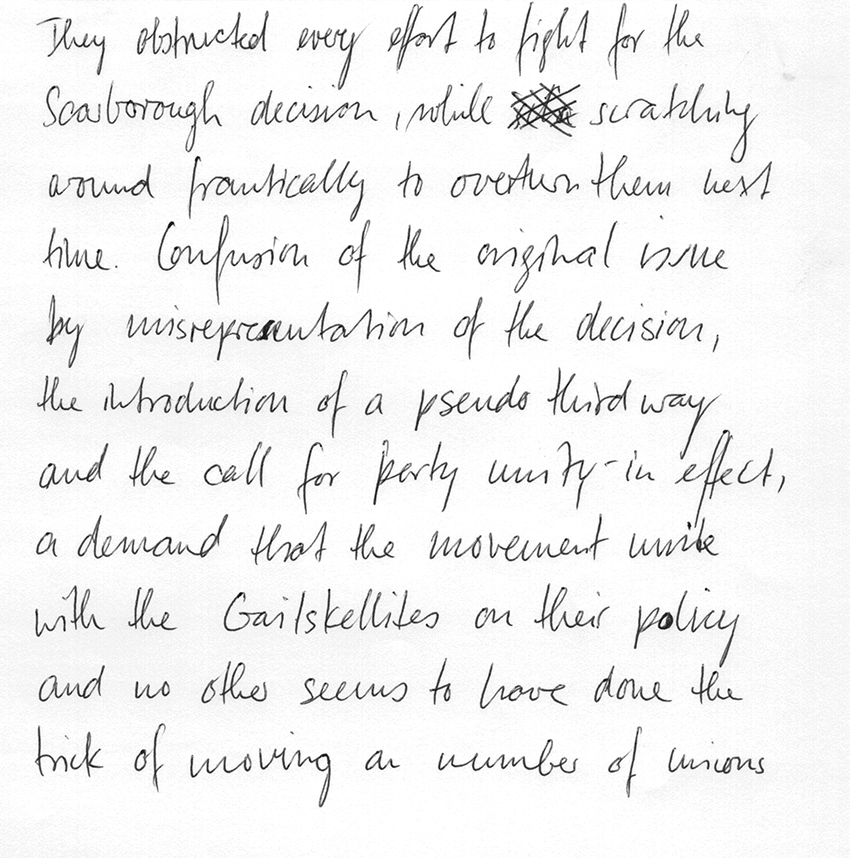 They obstructed every effort to fight for the
Scarborough decision, while scratching
around frantically to overturn them next
time. Confusion of the original issue
by misrepresentation of the decision,
the introduction of a pseudo third way
and the call for party unity-in effect,
a demand that the movement unite
with the Gaitskellites on their policy
and no other seems to have done the
trick of moving an number of unions